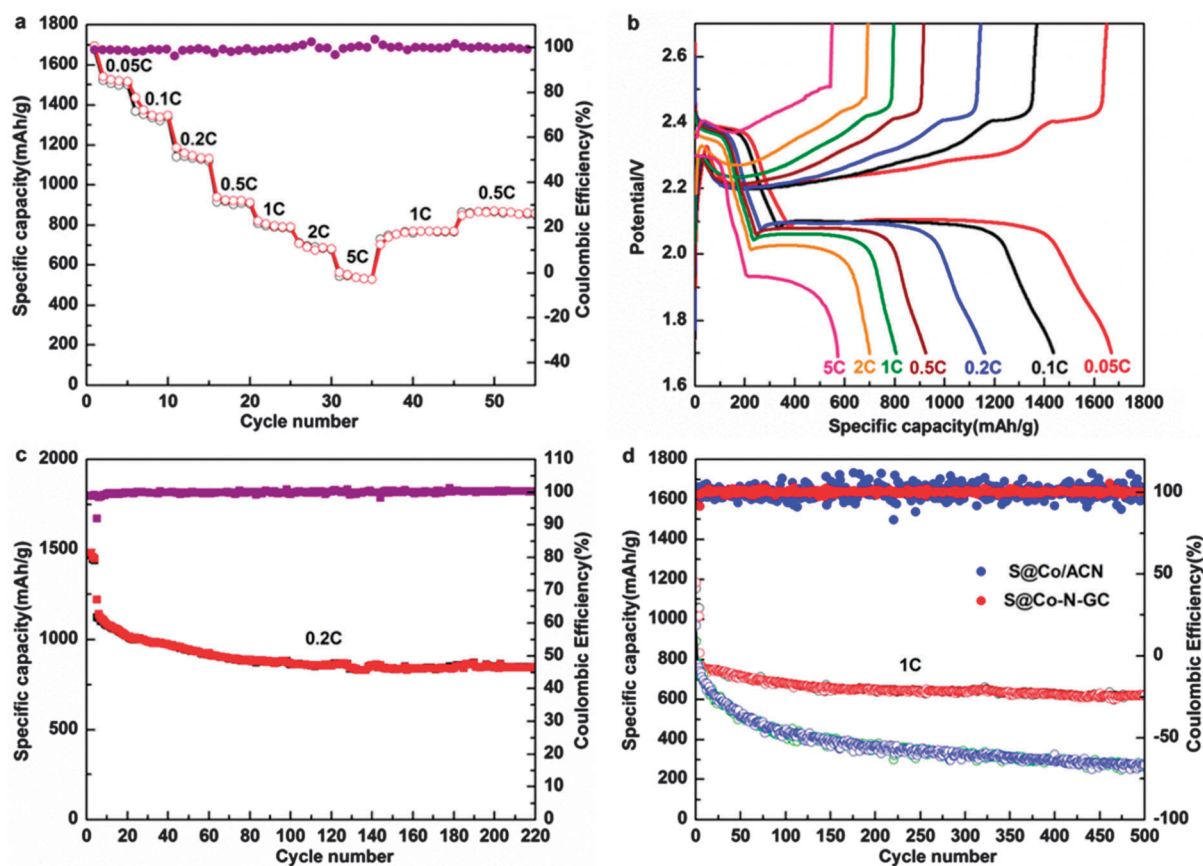 a
1800
1600
1400
1200
1000
800
600
400
200
0
Specific capacity(mAh/g)
0.05C
0.1C
0.2C
0.5C
1C
2C
5C
1C
0.5C
100
80
60
40
20
0
-20
-40
Coulombic Efficiency(%)
0 10 20 30 40 50
Cycle number
b
2.6
2.4
2.2
2.0
1.8
1.6
Potential/V
5C 2C 1C 0.5C 0.2C 0.1C 0.05C
0 200 400 600 800 1000 1200 1400 1600 1800
Specific capacity(mAh/g)
c
2000
1500
1000
500
0
Specific capacity(mAh/g)
0.2C
110
100
90
80
70
60
50
40
30
20
10
0
Coulombic Efficiency(%)
0 20 40 60 80 100 120 140 160 180 200 220
Cycle number
d
1800
1600
1400
1200
1000
800
600
400
200
0
Specific capacity(mAh/g)
S@Co/ACN
S@Co-N-GC
1C
100
50
0
-50
-100
Coulombic Efficiency(%)
0 50 100 150 200 250 300 350 400 450 500
Cycle number